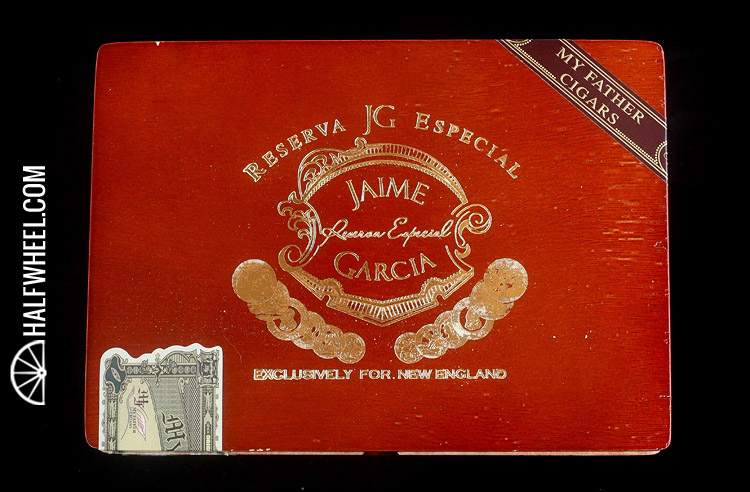 HALFWHEEL.COM
MY FATHER
CIGARS
RESERVA JG ESPECIAL
JAIME
Reserva Especial
GARCIA
EXCLUSIVELY FOR NEW ENGLAND